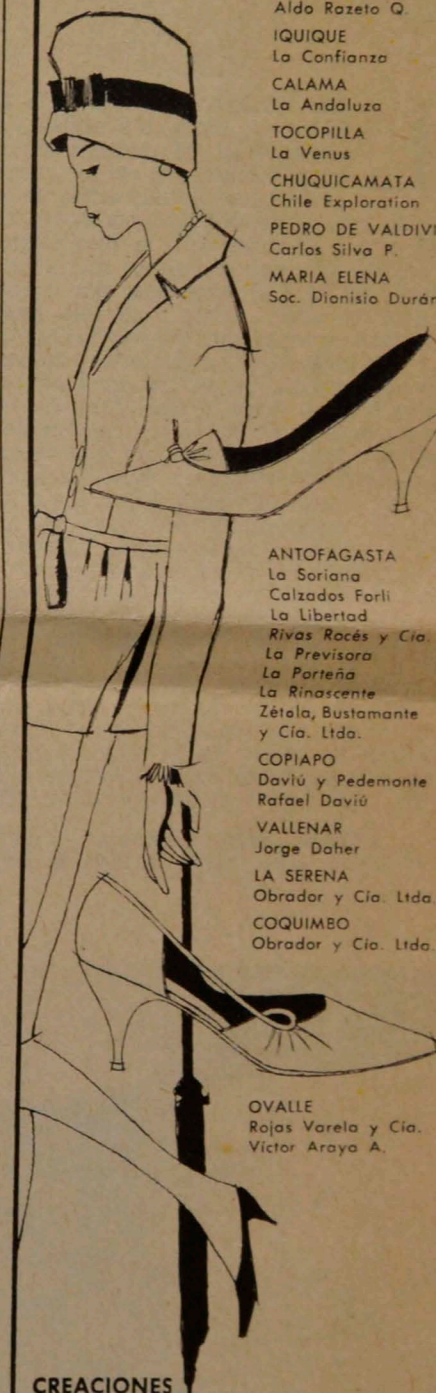 Aldo Razeto Q.
IQUIQUE
La Confianza
CALAMA
La Andaluza
TOCOPILLA
La Venus
CHUQUICAMATA
Chile Exploration
PEDRO DE VALDIVI
Carlos Silva P.
MARIA ELENA
Soc. Dionisio Durán
ANTOFAGASTA
La Soriana
Calzados Forli
La Libertad
Rivas Rocés y Cía.
La Previsora
La Porteña
La Rinascente
Zétola, Bustamante
y Cía. Ltda.
COPIAPO
Daviú y Pedemonte
Rafael Daviú
VALLENAR
Jorge Daher
LA SERENA
Obrador y Cía. Ltda.
COQUIMBO
Obrador y Cía. Ltda.
OVALLE
Rojas Varela y Cía.
Víctor Araya A.
CREACIONES